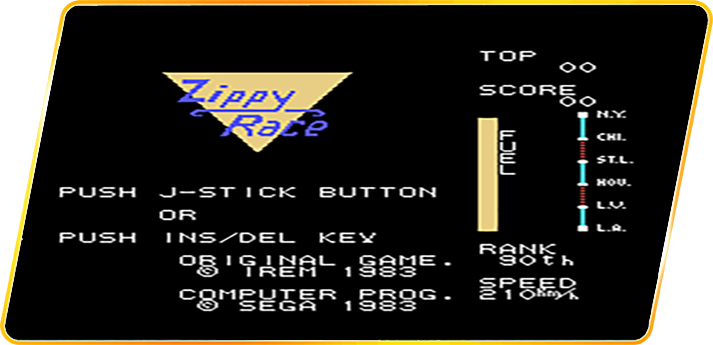 Zippy
Race
PUSH J-STICK BUTTON
OR
PUSH INS/DEL KEY
ORIGINAL GAME.
© IREM 1983
COMPUTER PROG.
© SEGA 1983
TOP
00
SCORE
00
FUEL
N.Y.
CHI.
ST.L.
HOU.
L.V.
L.A.
RANK
90th
SPEED
210km/h